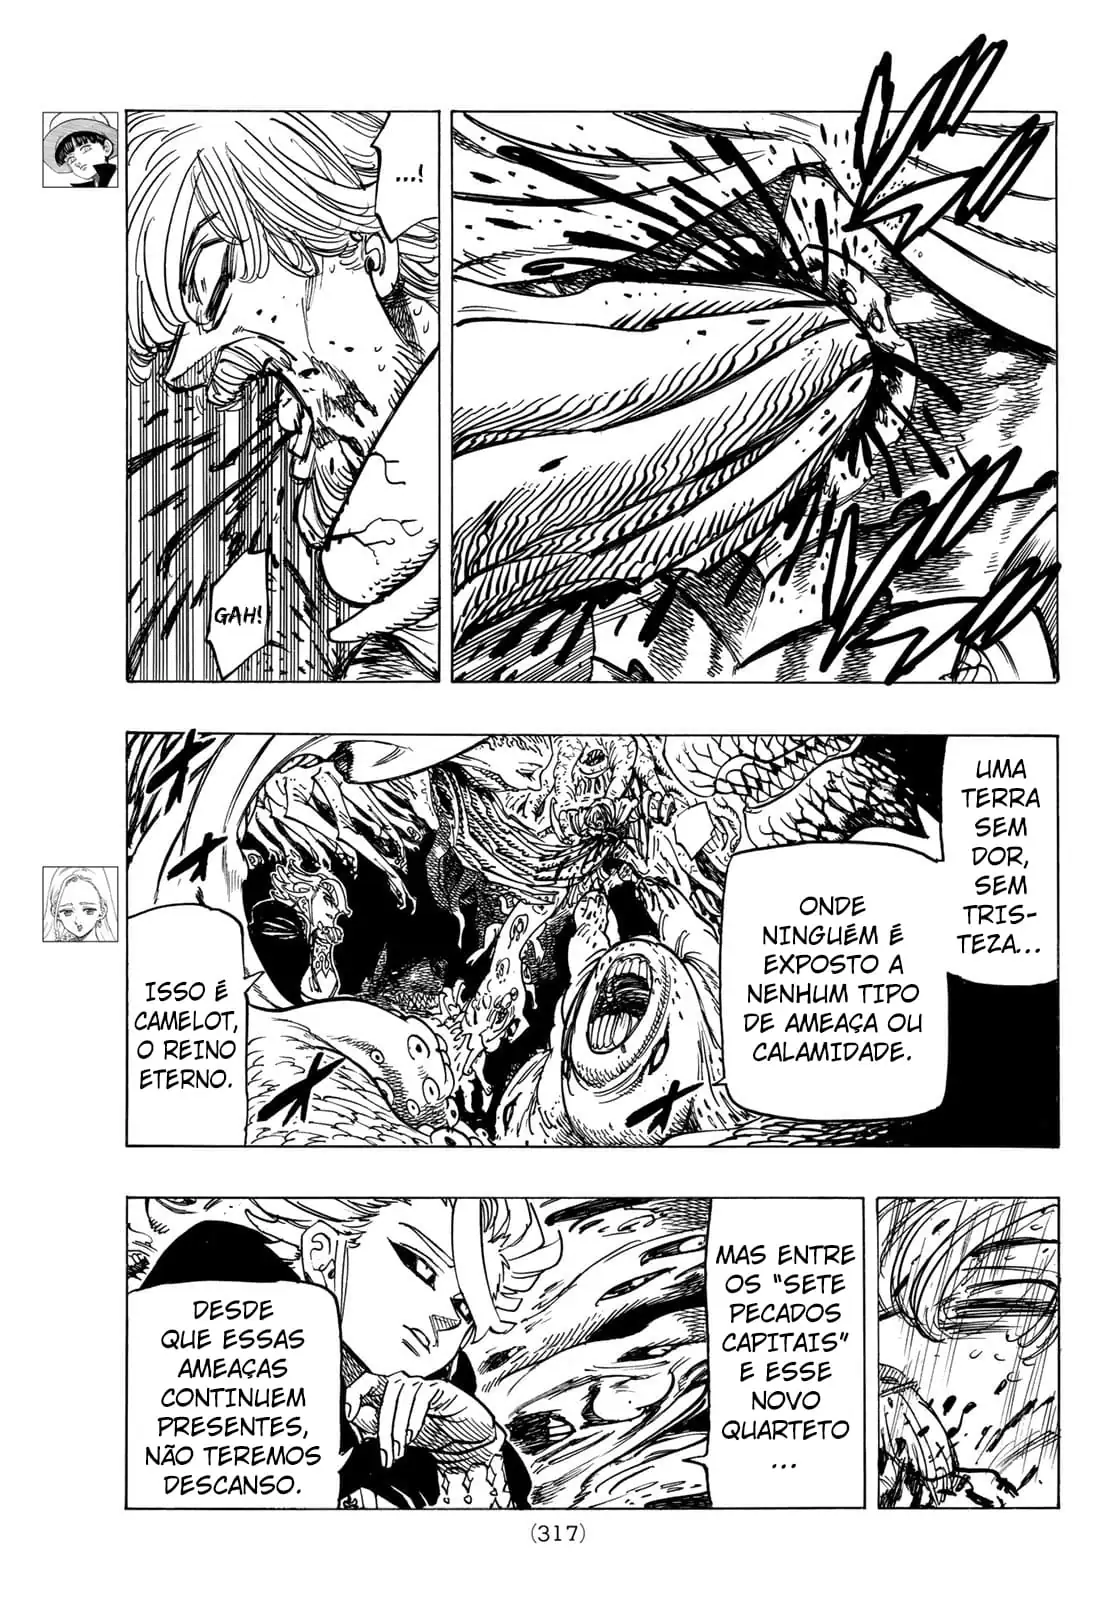 ...!
GAH!
UMA
TERRA
SEM
DOR,
SEM
TRIS-
TEZA...
ONDE
NINGUÉM É
EXPOSTO A
NENHUM TIPO
DE AMEAÇA OU
CALAMIDADE.
ISSO É
CAMELOT,
O REINO
ETERNO.
MAS ENTRE
OS "SETE
PECADOS
CAPITAIS"
E ESSE
NOVO
QUARTETO
...
DESDE
QUE ESSAS
AMEAÇAS
CONTINUEM
PRESENTES,
NÃO TEREMOS
DESCANSO.
(317)